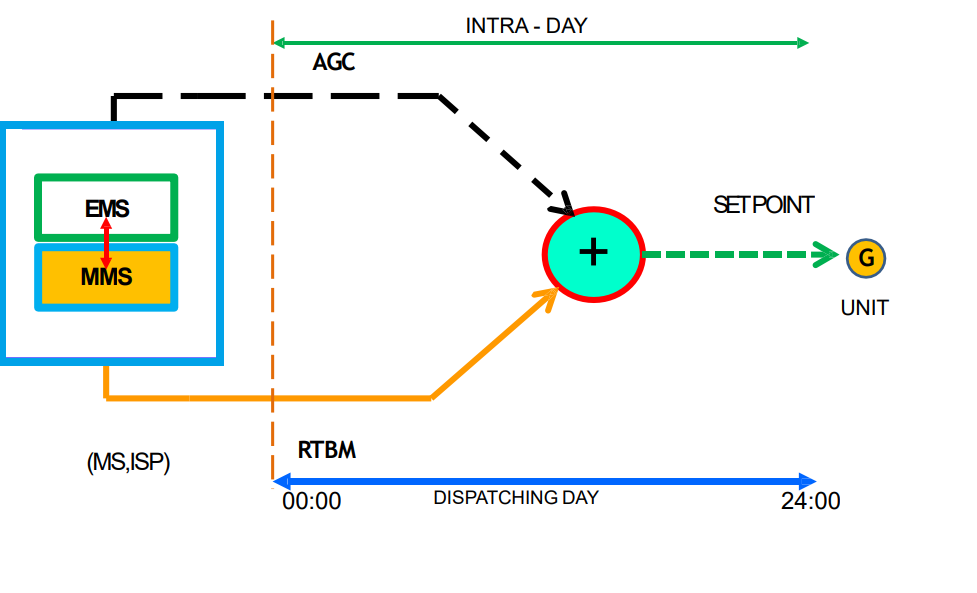 INTRA - DAY
AGC
EMS
MMS
+
SETPOINT
G
UNIT
RTBM
(MS,ISP)
00:00
DISPATCHING DAY
24:00